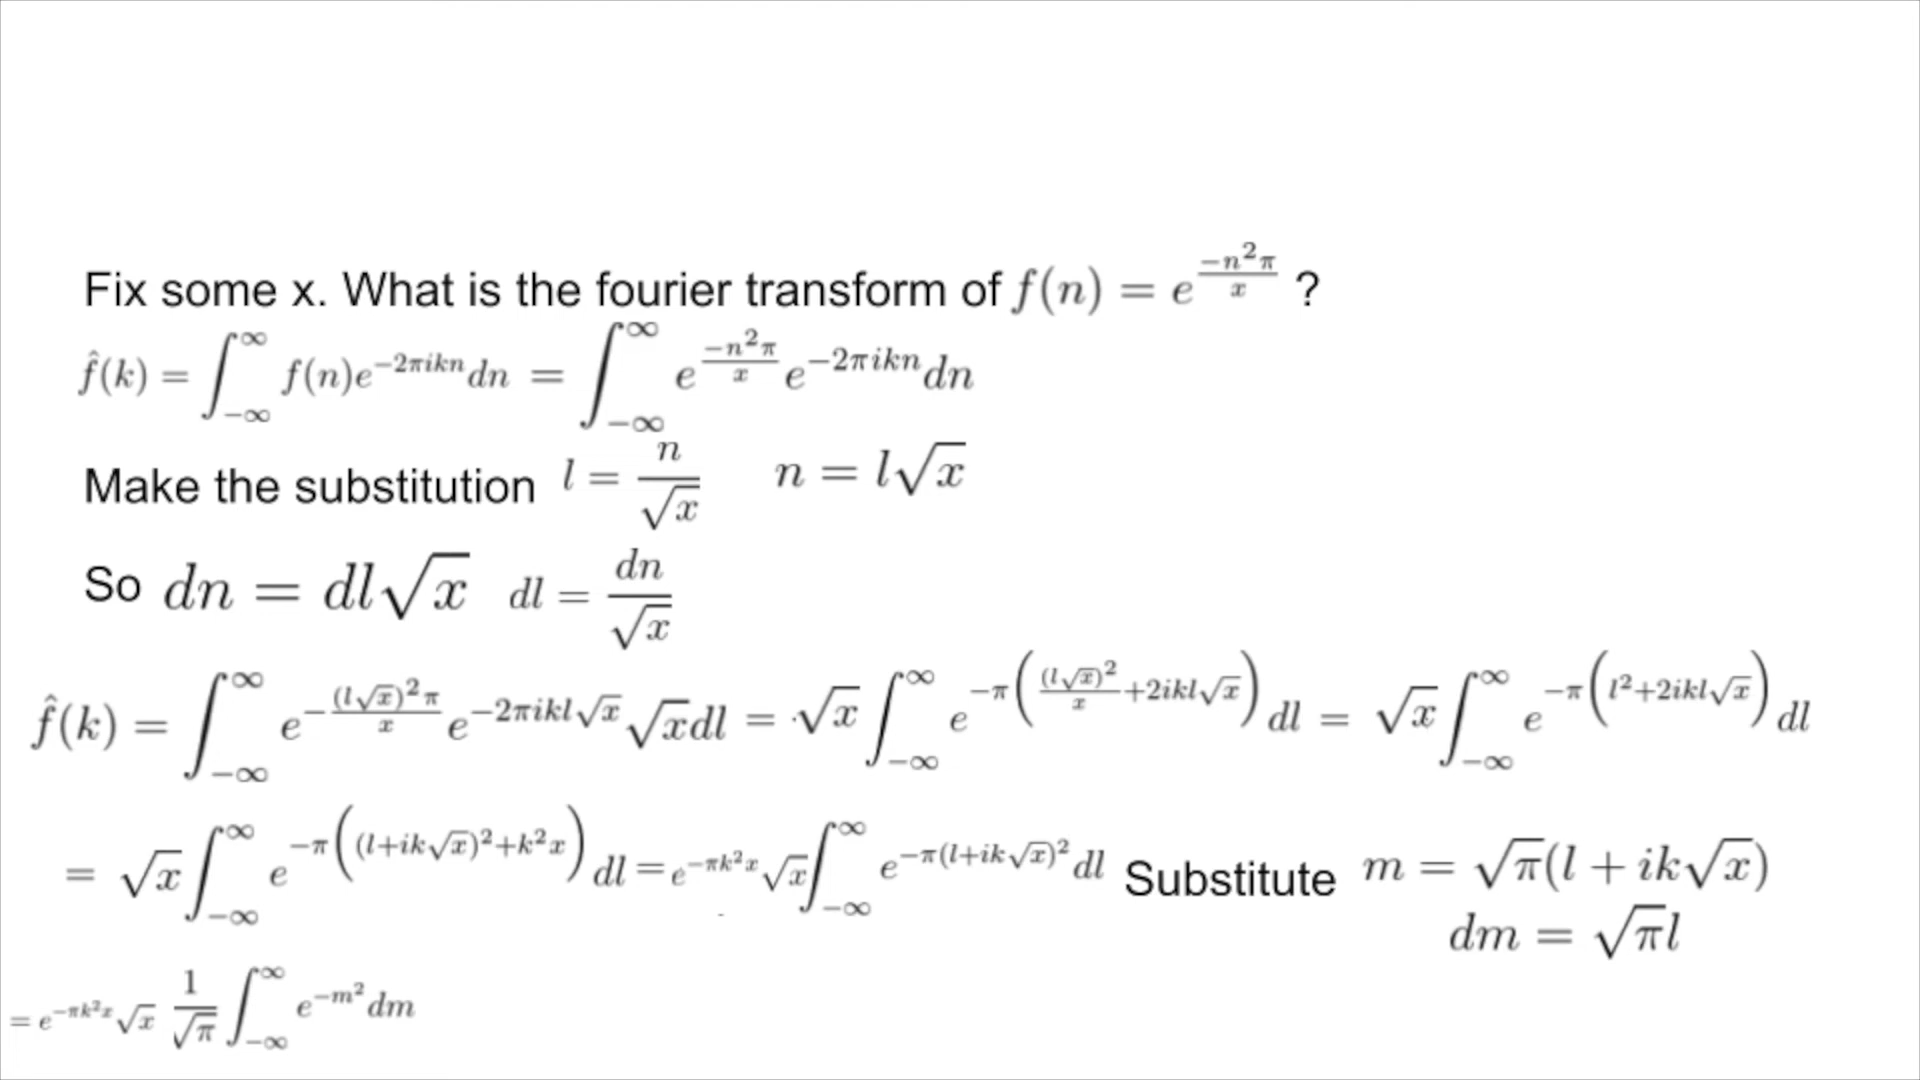 Fix some x. What is the fourier transform of $f(n) = e^{\frac{-n^2\pi}{x}}$ ?
$\hat{f}(k) = \int_{-\infty}^{\infty} f(n)e^{-2\pi ikn}dn = \int_{-\infty}^{\infty} e^{\frac{-n^2\pi}{x}}e^{-2\pi ikn}dn$
Make the substitution $l = \frac{n}{\sqrt{x}}$ $n = l\sqrt{x}$
So $dn = dl\sqrt{x}$ $dl = \frac{dn}{\sqrt{x}}$
$\hat{f}(k) = \int_{-\infty}^{\infty} e^{-\frac{(l\sqrt{x})^2\pi}{x}}e^{-2\pi ikl\sqrt{x}}\sqrt{x}dl = \sqrt{x}\int_{-\infty}^{\infty} e^{-\pi\left(\frac{(l\sqrt{x})^2}{x}+2ikl\sqrt{x}\right)}dl = \sqrt{x}\int_{-\infty}^{\infty} e^{-\pi\left(l^2+2ikl\sqrt{x}\right)}dl$
$= \sqrt{x}\int_{-\infty}^{\infty} e^{-\pi\left((l+ik\sqrt{x})^2+k^2x\right)}dl = e^{-\pi k^2x}\sqrt{x}\int_{-\infty}^{\infty} e^{-\pi(l+ik\sqrt{x})^2}dl$ Substitute $m = \sqrt{\pi}(l + ik\sqrt{x})$
$dm = \sqrt{\pi}l$
$= e^{-\pi k^2x}\sqrt{x}\frac{1}{\sqrt{\pi}}\int_{-\infty}^{\infty} e^{-m^2}dm$